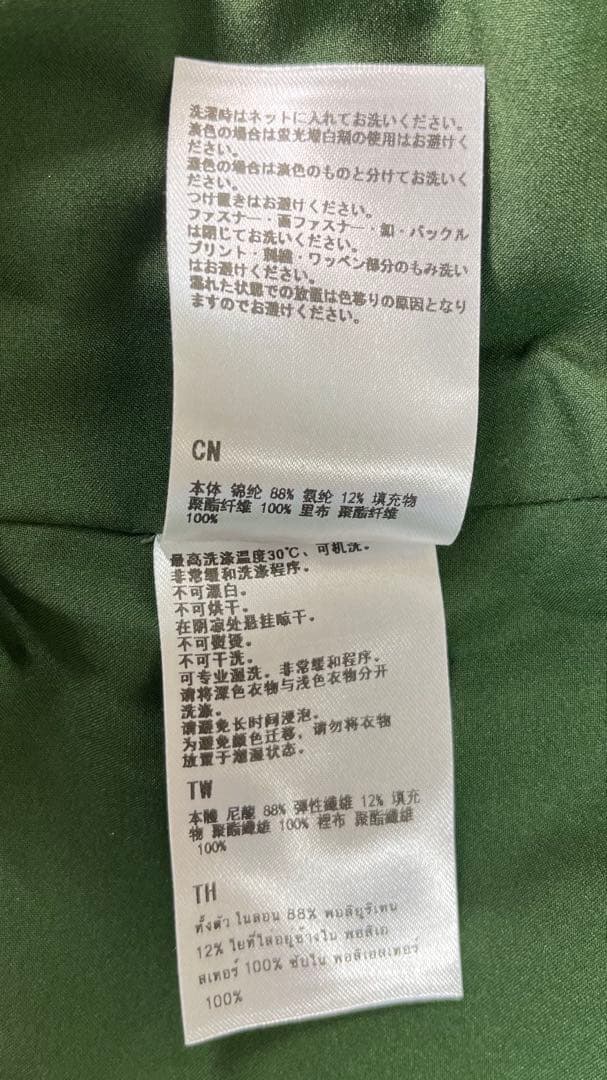 洗濯時はネットに入れてお洗いください。
淡色の場合は蛍光増白剤の使用はお避けく
ださい。
濃色の場合は淡色のものと分けてお洗いく
ださい。
つけ置きはお避けください。
ファスナー・面ファスナー・釦・バックル
は閉じてお洗いください。
プリント・刺繍・ワッペン部分のもみ洗い
はお避けください。
濡れた状態での放置は色移りの原因となり
ますのでお避けください。
CN
本体 锦纶 88% 氨纶 12% 填充物
聚酯纤维 100% 里布 聚酯纤维
100%
最高洗涤温度30℃、可机洗。
非常缓和洗涤程序。
不可漂白。
不可烘干。
在阴凉处悬挂晾干。
不可熨烫。
不可干洗。
可专业湿洗。非常缓和程序。
请将深色衣物与浅色衣物分开
洗涤。
请避免长时间浸泡。
为避免颜色迁移，请勿将衣物
放置于潮湿状态。
TW
本體 尼龍 88% 彈性纖維 12% 填充
物 聚酯纖維 100% 裡布 聚酯纖維
100%
TH
ทั้งตัว ไนลอน 88% พอลิยูรีเทน
12% ใยที่ใส่อยู่ข้างใน พอลิเอ
สเทอร์ 100% ซับใน พอลิเอสเทอร์
100%